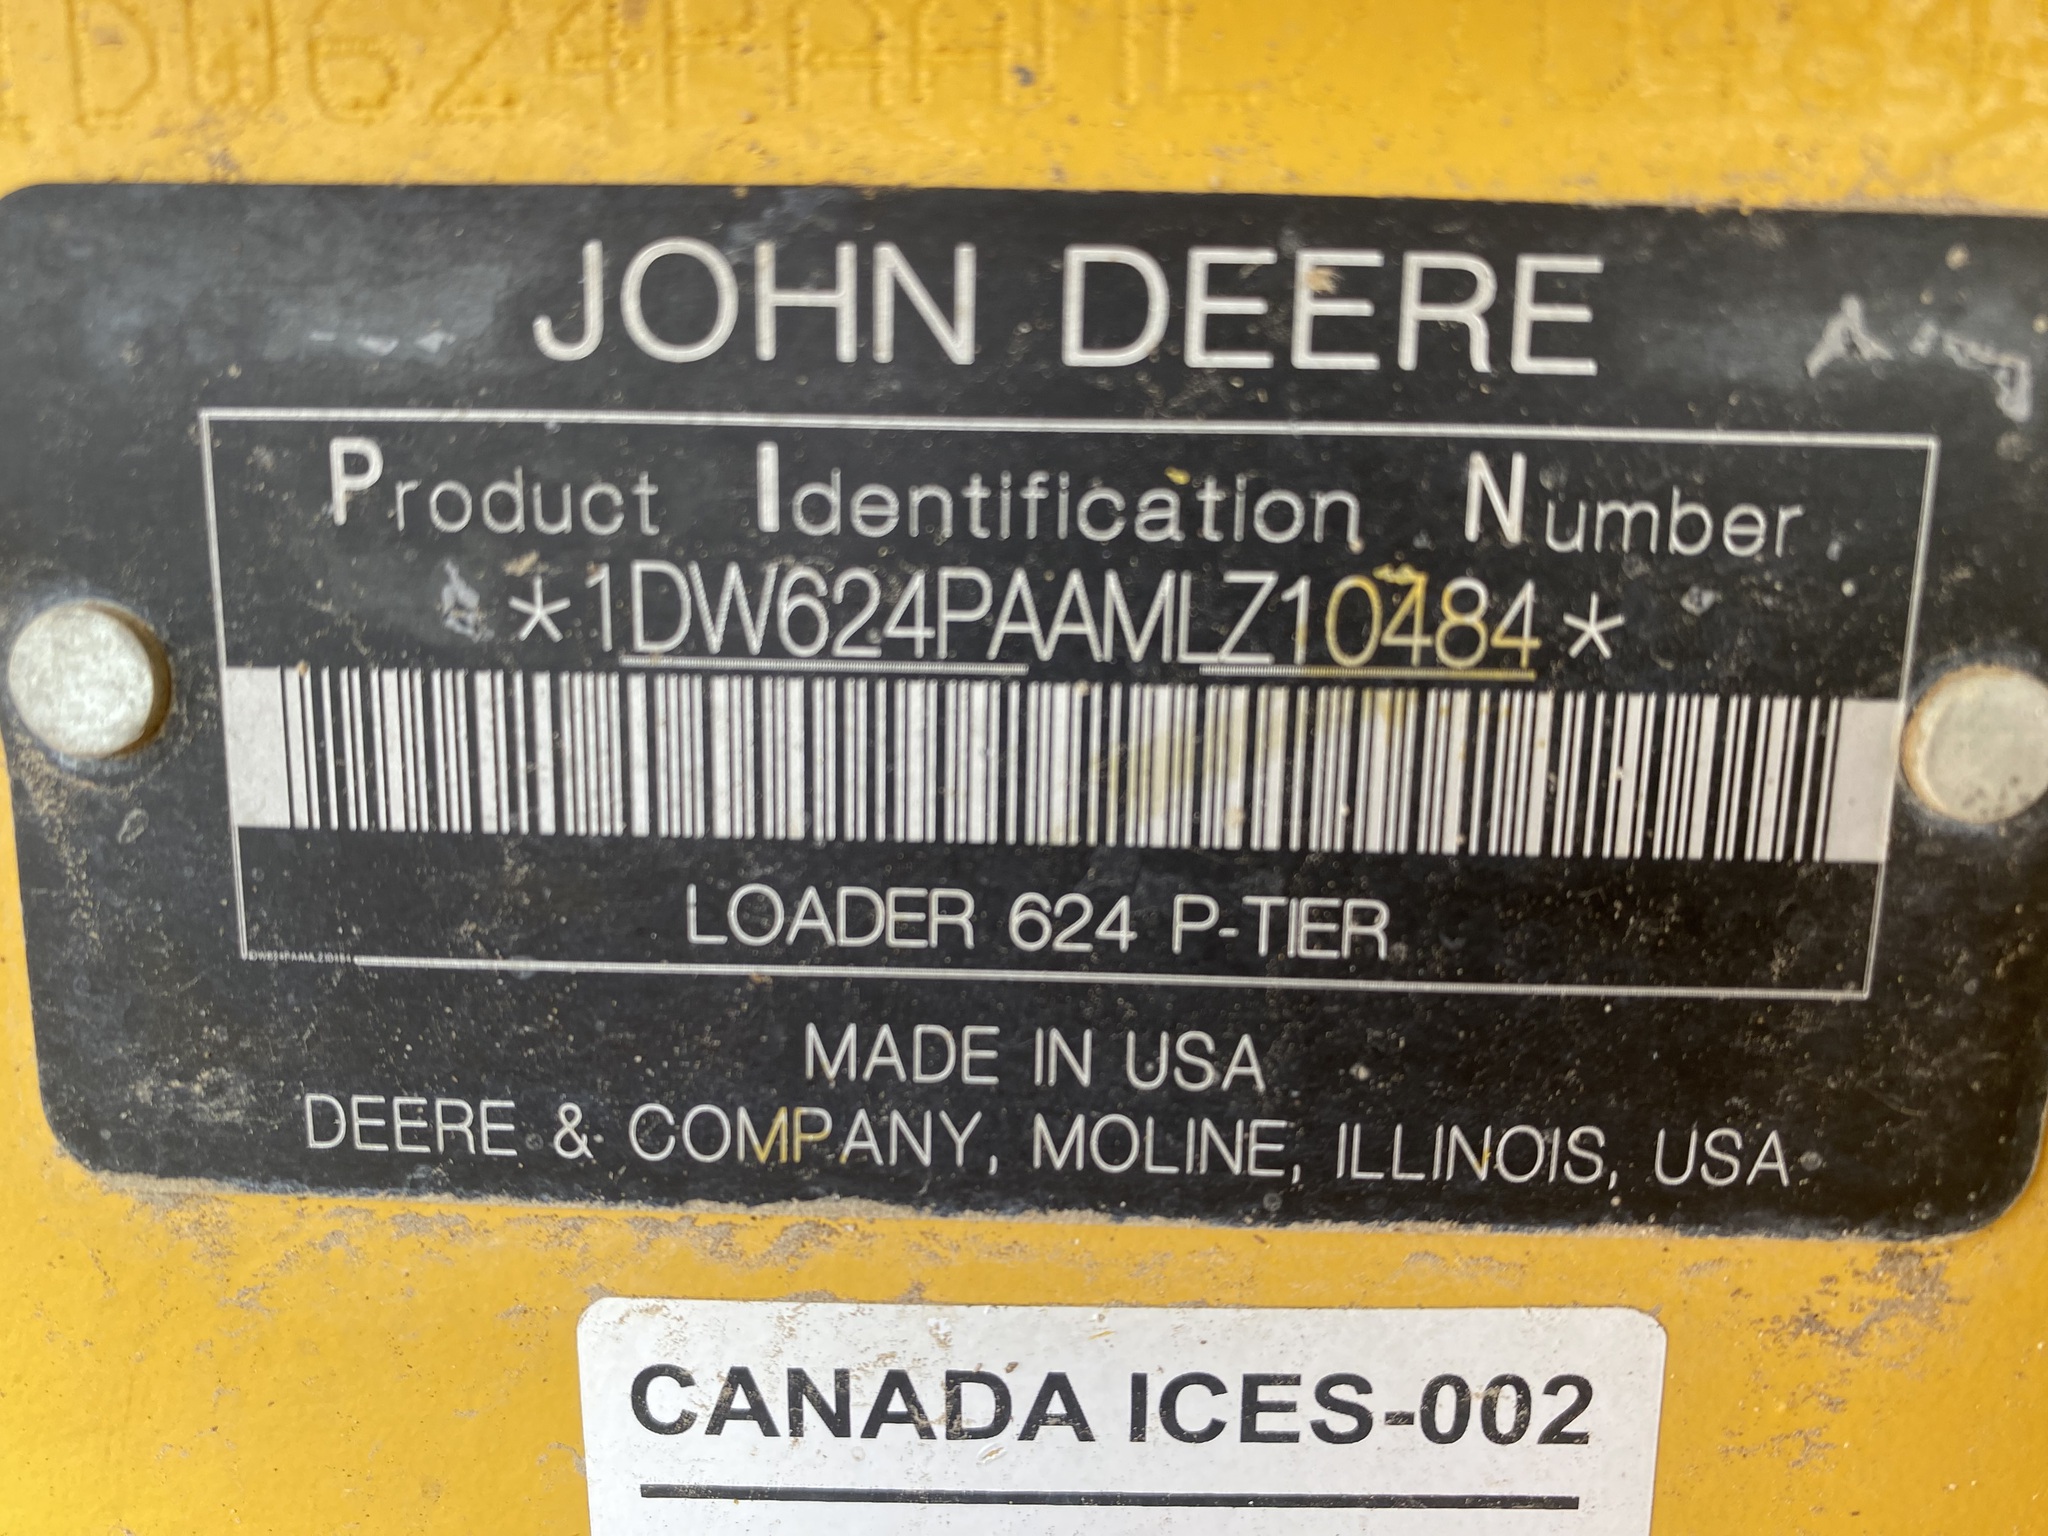 JOHN DEERE
Product Identification Number
*1DW624PAAMLZ10484*
LOADER 624 P-TIER
1DW624PAAMLZ10484
MADE IN USA
DEERE & COMPANY, MOLINE, ILLINOIS, USA
CANADA ICES-002